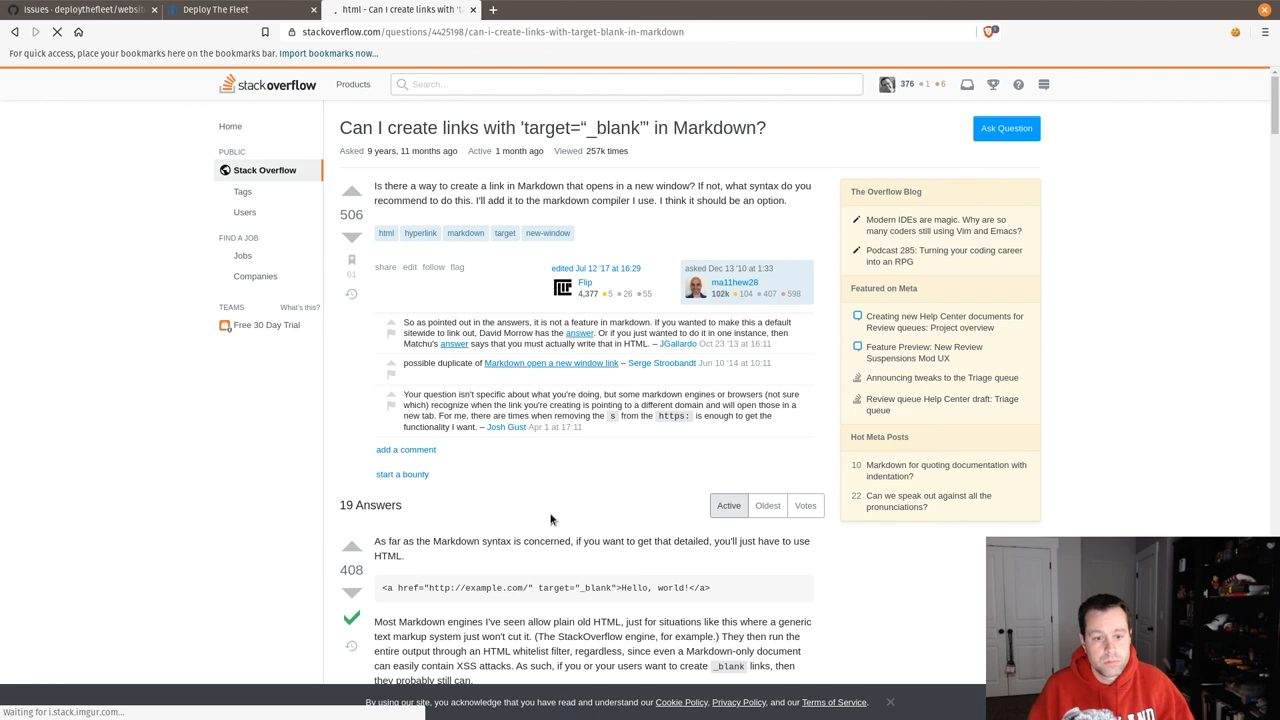 Issues · deploythefleet/websit
Deploy The Fleet
html - Can I create links with 't
stackoverflow.com/questions/4425198/can-i-create-links-with-target-blank-in-markdown
1
For quick access, place your bookmarks here on the bookmarks bar. Import bookmarks now...
stackoverflow
Products
Search…
376 1 6
Home
PUBLIC
Stack Overflow
Tags
Users
FIND A JOB
Jobs
Companies
TEAMS What's this?
Free 30 Day Trial
Can I create links with 'target=“_blank”' in Markdown?
Ask Question
Asked 9 years, 11 months ago Active 1 month ago Viewed 257k times
506
Is there a way to create a link in Markdown that opens in a new window? If not, what syntax do you
recommend to do this. I'll add it to the markdown compiler I use. I think it should be an option.
html hyperlink markdown target new-window
61
share edit follow flag
edited Jul 12 '17 at 16:29
Flip
4,377 5 26 55
asked Dec 13 '10 at 1:33
ma11hew28
102k 104 407 598
So as pointed out in the answers, it is not a feature in markdown. If you wanted to make this a default
sitewide to link out, David Morrow has the answer. Or if you just wanted to do it in one instance, then
Matchu's answer says that you must actually write that in HTML. – JGallardo Oct 23 '13 at 16:11
possible duplicate of Markdown open a new window link – Serge Stroobandt Jun 10 '14 at 10:11
Your question isn't specific about what you're doing, but some markdown engines or browsers (not sure
which) recognize when the link you're creating is pointing to a different domain and will open those in a
new tab. For me, there are times when removing the s from the https: is enough to get the
functionality I want. – Josh Gust Apr 1 at 17:11
add a comment
start a bounty
19 Answers
Active Oldest Votes
408
As far as the Markdown syntax is concerned, if you want to get that detailed, you'll just have to use
HTML.
<a href="http://example.com/" target="_blank">Hello, world!</a>
Most Markdown engines I've seen allow plain old HTML, just for situations like this where a generic
text markup system just won't cut it. (The StackOverflow engine, for example.) They then run the
entire output through an HTML whitelist filter, regardless, since even a Markdown-only document
can easily contain XSS attacks. As such, if you or your users want to create _blank links, then
they probably still can.
The Overflow Blog
Modern IDEs are magic. Why are so
many coders still using Vim and Emacs?
Podcast 285: Turning your coding career
into an RPG
Featured on Meta
Creating new Help Center documents for
Review queues: Project overview
Feature Preview: New Review
Suspensions Mod UX
Announcing tweaks to the Triage queue
Review queue Help Center draft: Triage
queue
Hot Meta Posts
10 Markdown for quoting documentation with
indentation?
22 Can we speak out against all the
pronunciations?
By using our site, you acknowledge that you have read and understand our Cookie Policy, Privacy Policy, and our Terms of Service.
Waiting for i.stack.imgur.com...